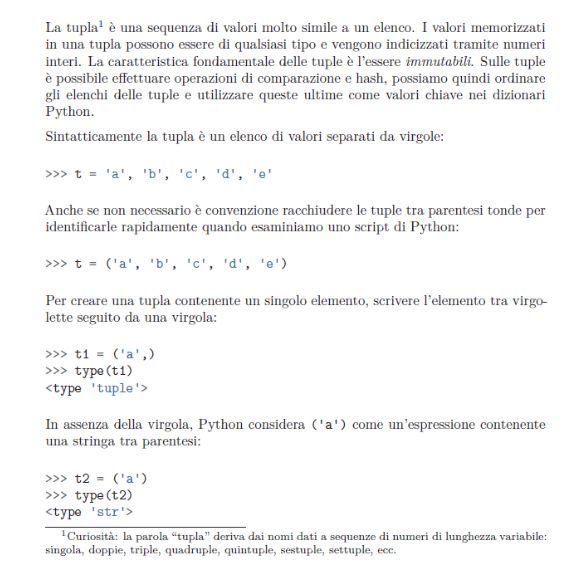 La tupla¹ è una sequenza di valori molto simile a un elenco. I valori memorizzati
in una tupla possono essere di qualsiasi tipo e vengono indicizzati tramite numeri
interi. La caratteristica fondamentale delle tuple è l'essere immutabili. Sulle tuple
è possibile effettuare operazioni di comparazione e hash, possiamo quindi ordinare
gli elenchi delle tuple e utilizzare queste ultime come valori chiave nei dizionari
Python.
Sintatticamente la tupla è un elenco di valori separati da virgole:
>>> t = 'a', 'b', 'c', 'd', 'e'
Anche se non necessario è convenzione racchiudere le tuple tra parentesi tonde per
identificarle rapidamente quando esaminiamo uno script di Python:
>>> t = ('a', 'b', 'c', 'd', 'e')
Per creare una tupla contenente un singolo elemento, scrivere l'elemento tra virgo-
lette seguito da una virgola:
>>> t1 = ('a',)
>>> type(t1)
<type 'tuple'>
In assenza della virgola, Python considera ('a') come un'espressione contenente
una stringa tra parentesi:
>>> t2 = ('a')
>>> type(t2)
<type 'str'>
¹Curiosità: la parola “tupla” deriva dai nomi dati a sequenze di numeri di lunghezza variabile:
singola, doppie, triple, quadruple, quintuple, sestuple, settuple, ecc.